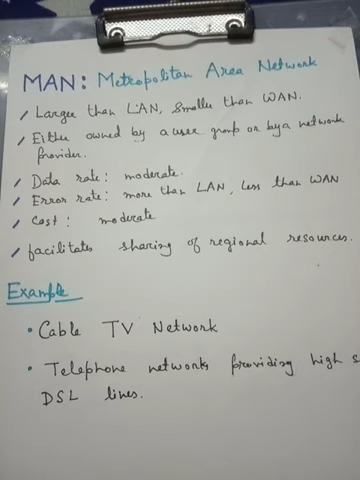 MAN: Metropolitan Area Network
Larger than LAN, Smaller than WAN.
Either owned by a user group or by a network
provider.
Data rate: moderate.
Error rate: more than LAN, less than WAN
Cost: moderate
facilitates sharing of regional resources.
Example
• Cable TV Network
• Telephone networks providing high s
DSL lines.